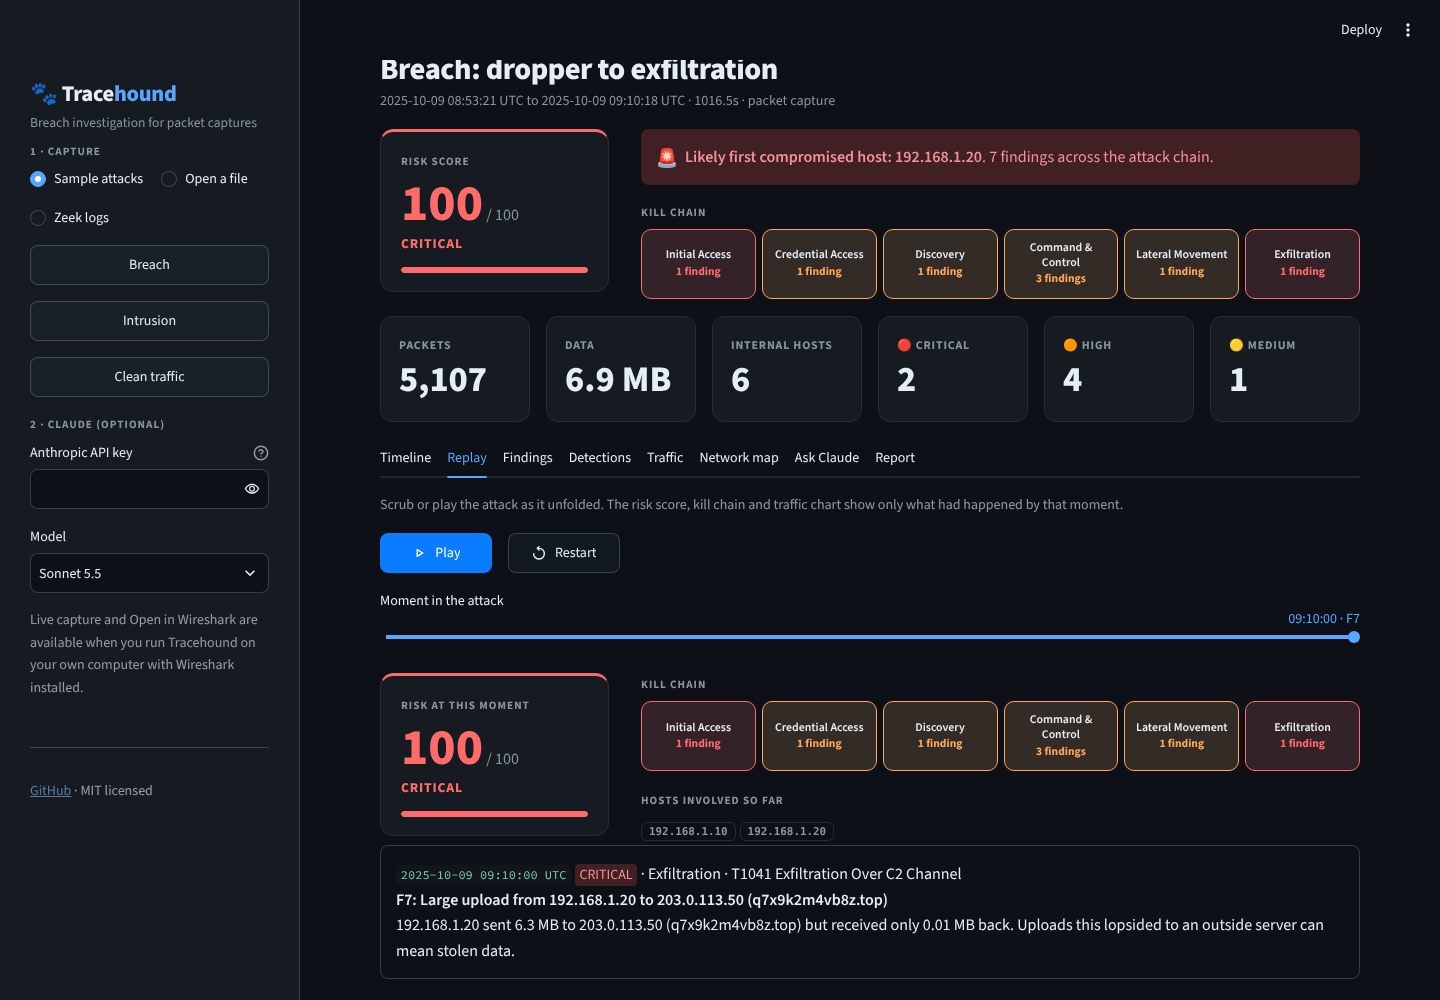 Deploy
🐾 Tracehound
Breach investigation for packet captures
1 · CAPTURE
Sample attacks
Open a file
Zeek logs
Breach
Intrusion
Clean traffic
2 · CLAUDE (OPTIONAL)
Anthropic API key
Model
Sonnet 5.5
Live capture and Open in Wireshark are
available when you run Tracehound on
your own computer with Wireshark
installed.
GitHub · MIT licensed
Breach: dropper to exfiltration
2025-10-09 08:53:21 UTC to 2025-10-09 09:10:18 UTC · 1016.5s · packet capture
RISK SCORE
100 / 100
CRITICAL
🚨 Likely first compromised host: 192.168.1.20. 7 findings across the attack chain.
KILL CHAIN
Initial Access
1 finding
Credential Access
1 finding
Discovery
1 finding
Command &
Control
3 findings
Lateral Movement
1 finding
Exfiltration
1 finding
PACKETS
5,107
DATA
6.9 MB
INTERNAL HOSTS
6
🔴 CRITICAL
2
🟠 HIGH
4
🟡 MEDIUM
1
Timeline Replay Findings Detections Traffic Network map Ask Claude Report
Scrub or play the attack as it unfolded. The risk score, kill chain and traffic chart show only what had happened by that moment.
Play
Restart
Moment in the attack
09:10:00 · F7
RISK AT THIS MOMENT
100 / 100
CRITICAL
KILL CHAIN
Initial Access
1 finding
Credential Access
1 finding
Discovery
1 finding
Command &
Control
3 findings
Lateral Movement
1 finding
Exfiltration
1 finding
HOSTS INVOLVED SO FAR
192.168.1.10 192.168.1.20
2025-10-09 09:10:00 UTC CRITICAL · Exfiltration · T1041 Exfiltration Over C2 Channel
F7: Large upload from 192.168.1.20 to 203.0.113.50 (q7x9k2m4vb8z.top)
192.168.1.20 sent 6.3 MB to 203.0.113.50 (q7x9k2m4vb8z.top) but received only 0.01 MB back. Uploads this lopsided to an outside server can
mean stolen data.